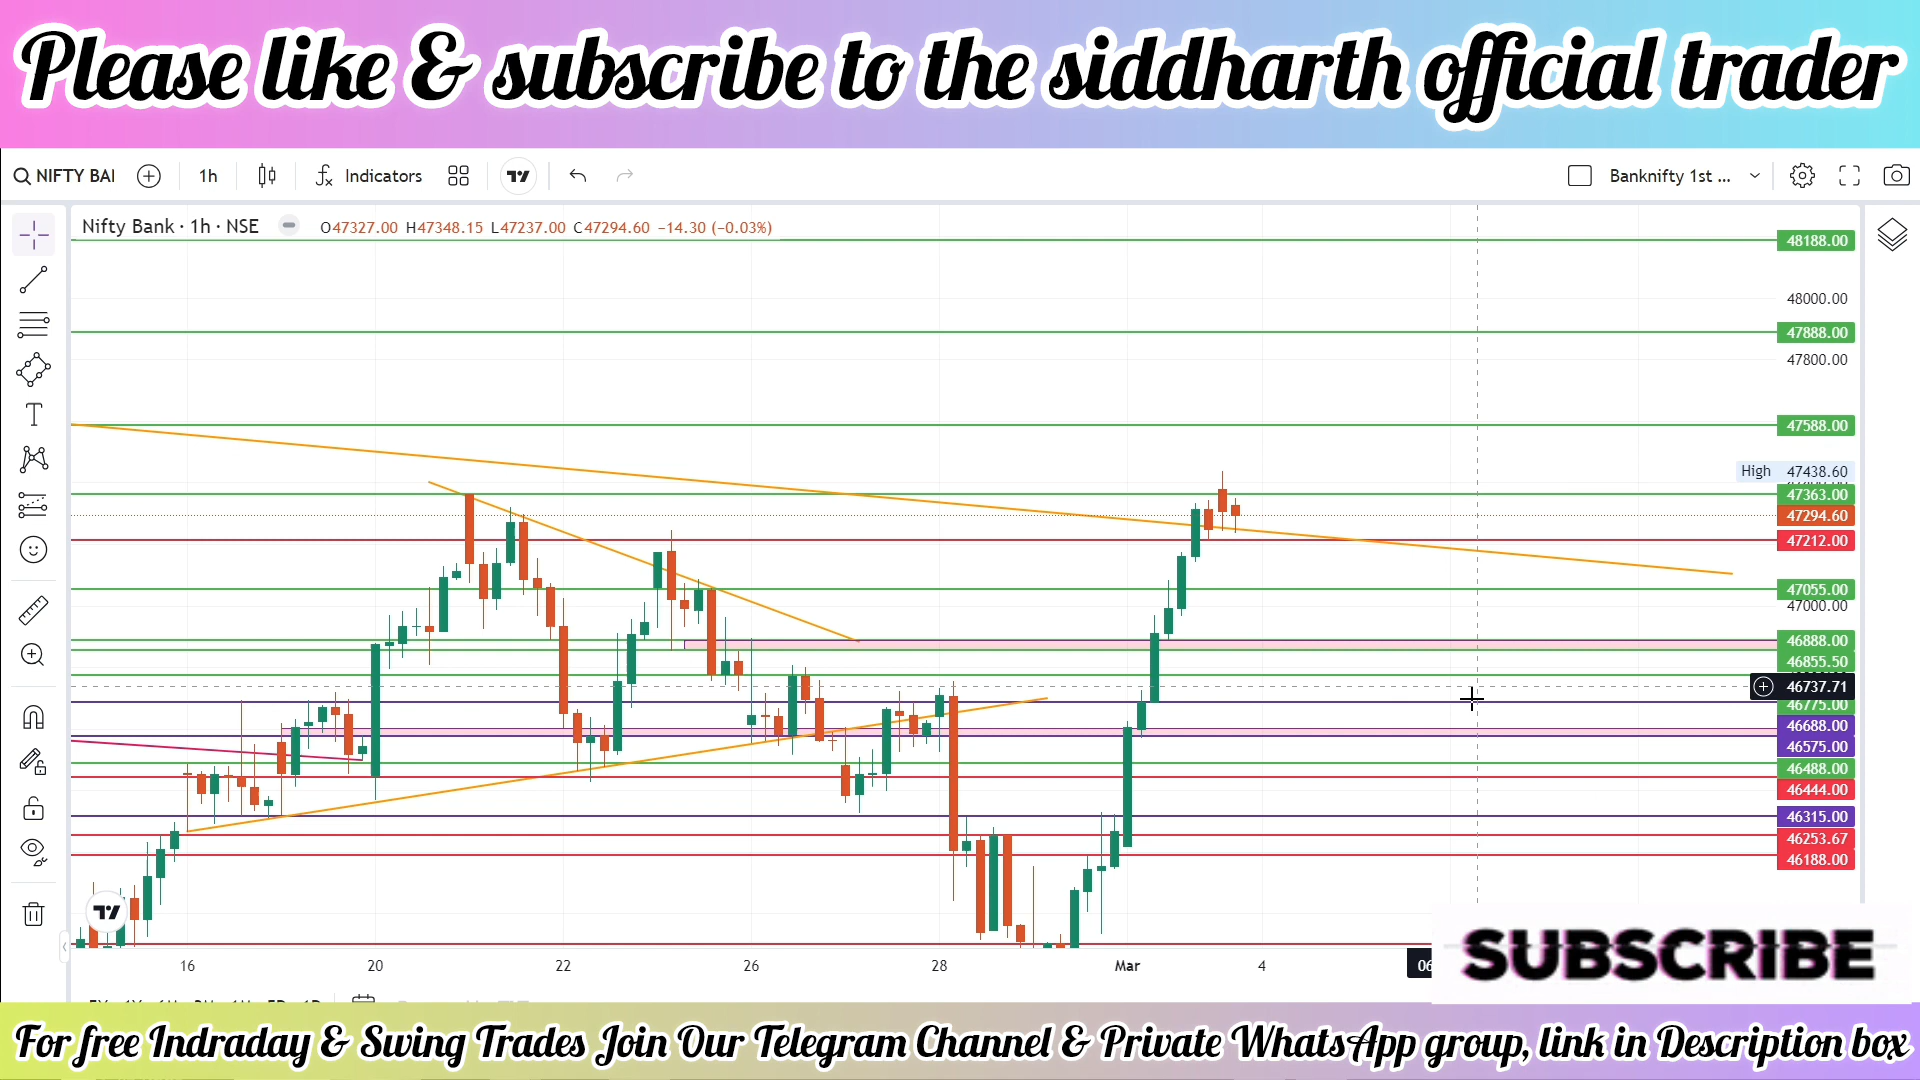 Please like & subscribe to the siddharth official trader
NIFTY BAI
1h
Indicators
Banknifty 1st ...
Nifty Bank · 1h · NSE
O47327.00 H47348.15 L47237.00 C47294.60 −14.30 (−0.03%)
48188.00
48000.00
47888.00
47800.00
47588.00
High 47438.60
47363.00
47294.60
47212.00
47055.00
47000.00
46888.00
46855.50
46737.71
46775.00
46688.00
46575.00
46488.00
46444.00
46315.00
46253.67
46188.00
16 20 22 26 28 Mar 4 06
SUBSCRIBE
For free Indraday & Swing Trades Join Our Telegram Channel & Private WhatsApp group, link in Description box